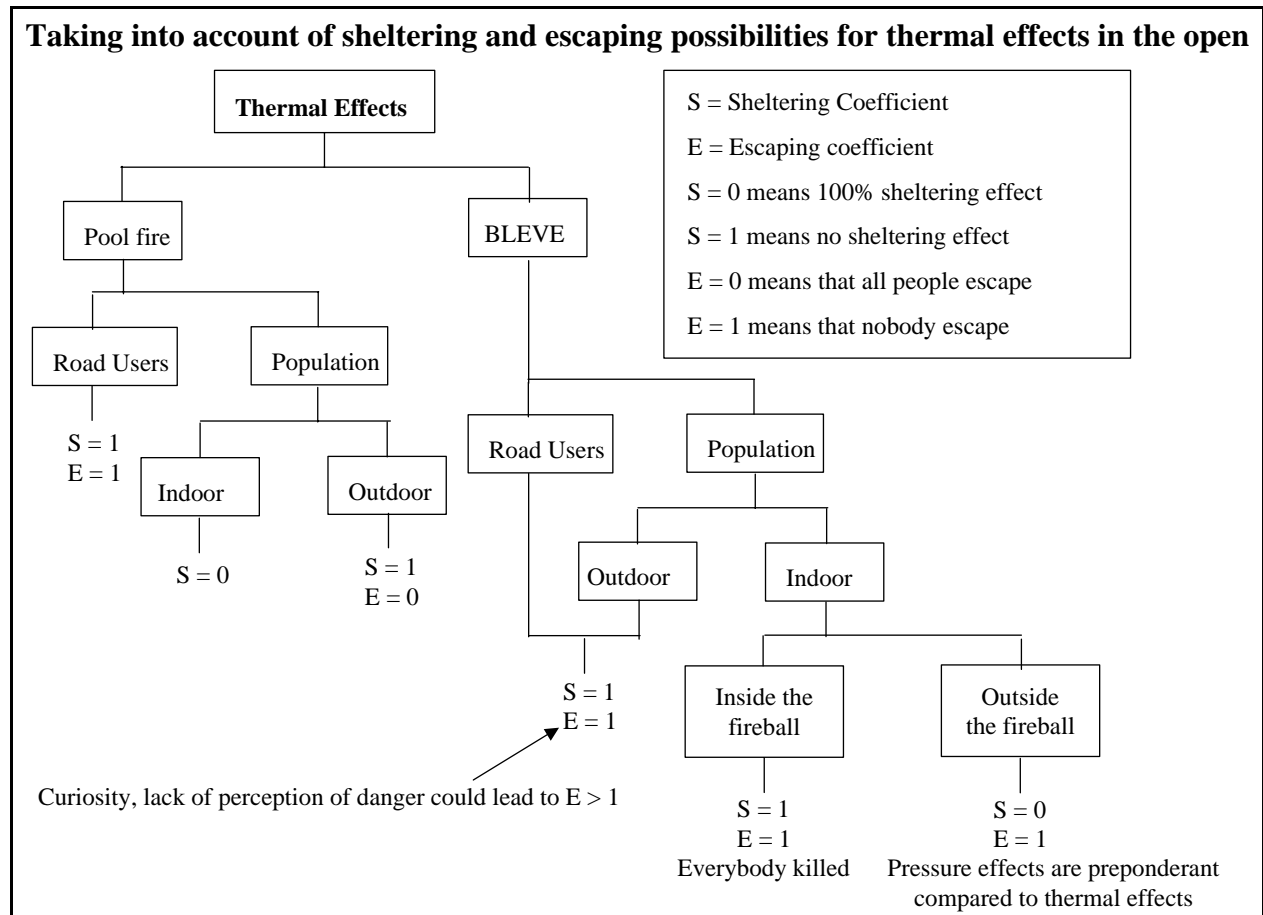 Taking into account of sheltering and escaping possibilities for thermal effects in the open
Thermal Effects
S = Sheltering Coefficient
E = Escaping coefficient
S = 0 means 100% sheltering effect
S = 1 means no sheltering effect
E = 0 means that all people escape
E = 1 means that nobody escape
Pool fire
BLEVE
Road Users
Population
S = 1
E = 1
Indoor
Outdoor
S = 0
S = 1
E = 0
Road Users
Population
Outdoor
Indoor
S = 1
E = 1
Curiosity, lack of perception of danger could lead to E > 1
Inside the
fireball
Outside
the fireball
S = 1
E = 1
Everybody killed
S = 0
E = 1
Pressure effects are preponderant
compared to thermal effects